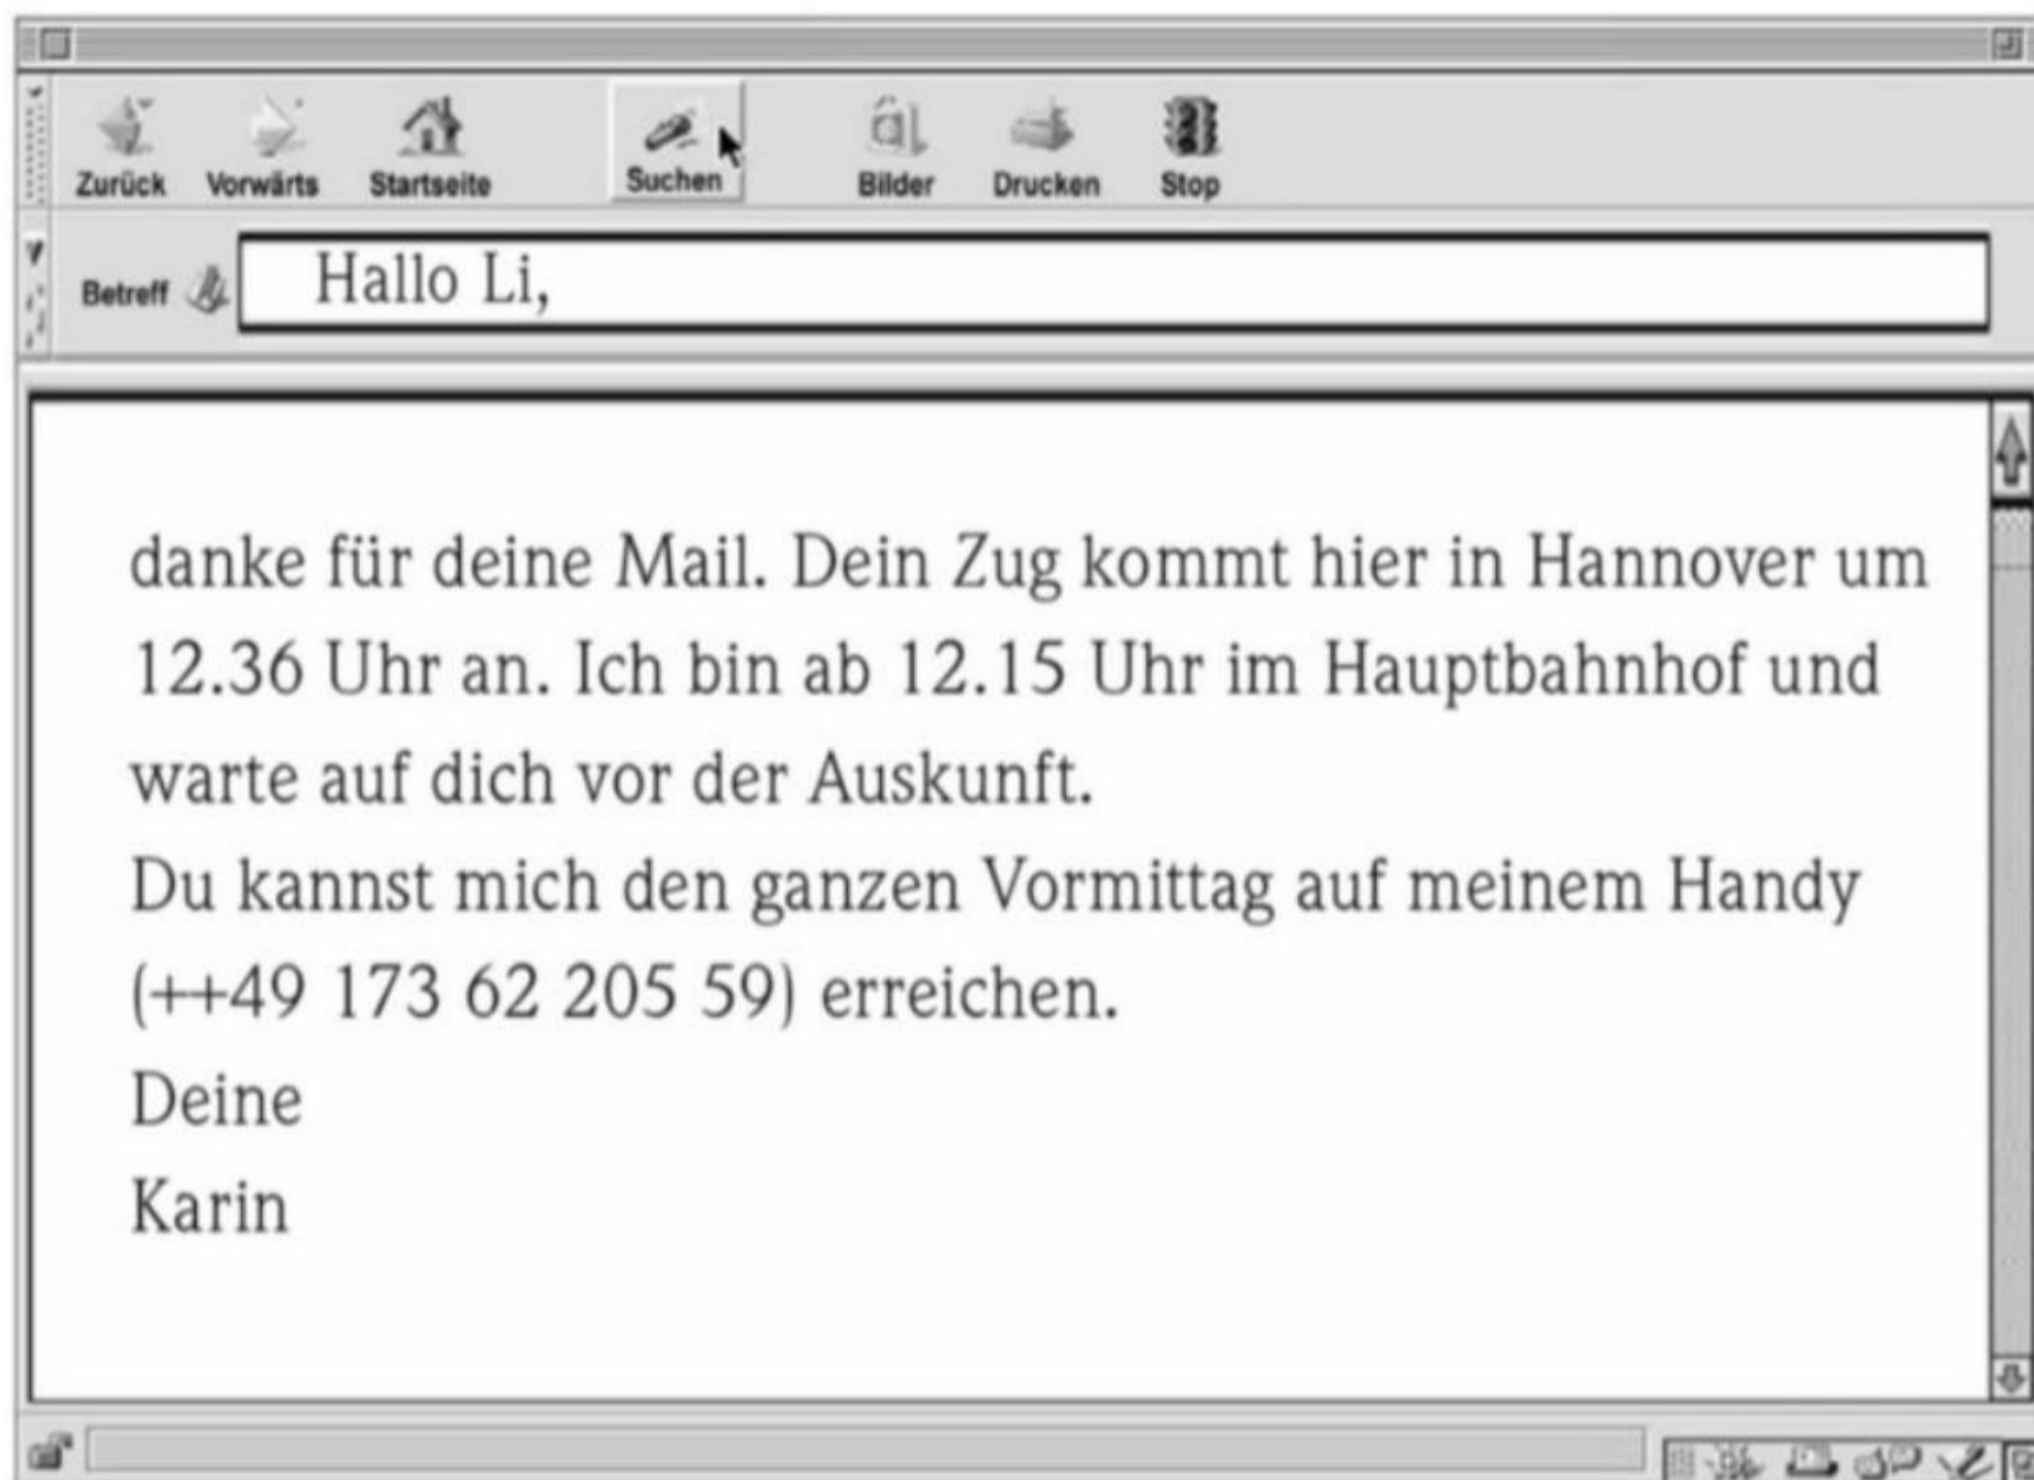 Zurück Vorwärts Startseite Suchen Bilder Drucken Stop
Betreff Hallo Li,
danke für deine Mail. Dein Zug kommt hier in Hannover um
12.36 Uhr an. Ich bin ab 12.15 Uhr im Hauptbahnhof und
warte auf dich vor der Auskunft.
Du kannst mich den ganzen Vormittag auf meinem Handy
(++49 173 62 205 59) erreichen.
Deine
Karin